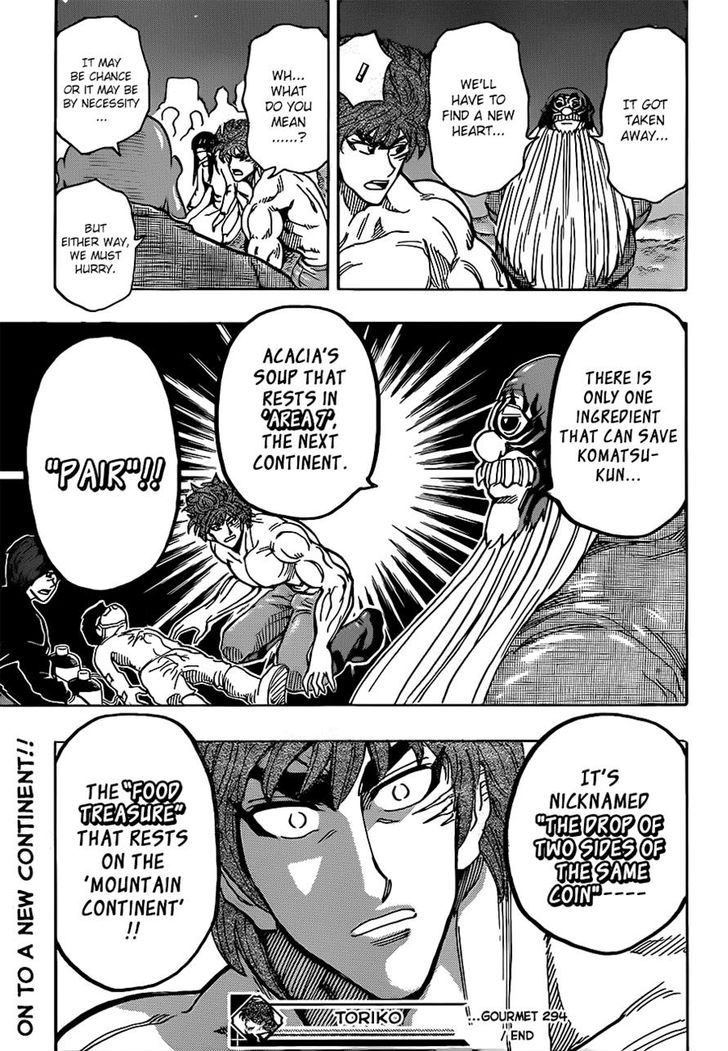 IT GOT
TAKEN
AWAY...
WE'LL
HAVE TO
FIND A NEW
HEART...
!
WH...
WHAT
DO YOU
MEAN
......?
IT MAY
BE CHANCE
OR IT MAY BE
BY NECESSITY
...
BUT
EITHER WAY,
WE MUST
HURRY.
THERE IS
ONLY ONE
INGREDIENT
THAT CAN SAVE
KOMATSU-
KUN...
ACACIA'S
SOUP THAT
RESTS IN
'AREA 7',
THE NEXT
CONTINENT.
"PAIR"!!
IT'S
NICKNAMED
"THE DROP OF
TWO SIDES OF
THE SAME
COIN"----
THE "FOOD
TREASURE"
THAT RESTS
ON THE
'MOUNTAIN
CONTINENT'
!!
ON TO A NEW CONTINENT!!
TORIKO
...GOURMET 294
/ END